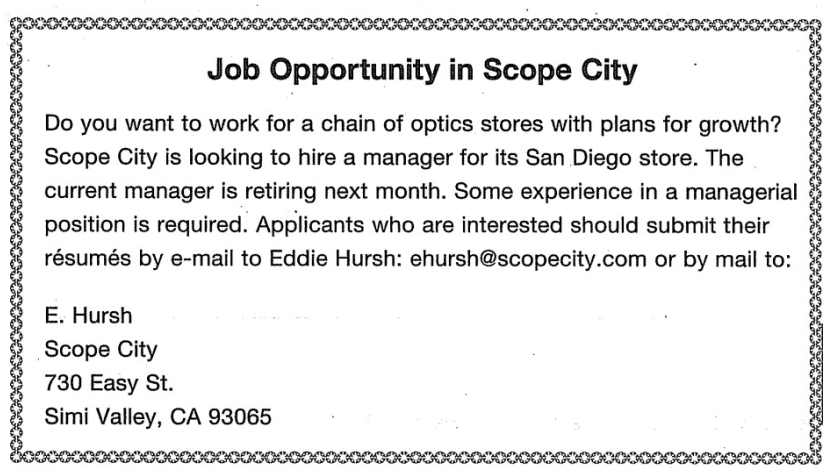 Job Opportunity in Scope City
Do you want to work for a chain of optics stores with plans for growth?
Scope City is looking to hire a manager for its San Diego store. The
current manager is retiring next month. Some experience in a managerial
position is required. Applicants who are interested should submit their
résumés by e-mail to Eddie Hursh: ehursh@scopecity.com or by mail to:
E. Hursh
Scope City
730 Easy St.
Simi Valley, CA 93065